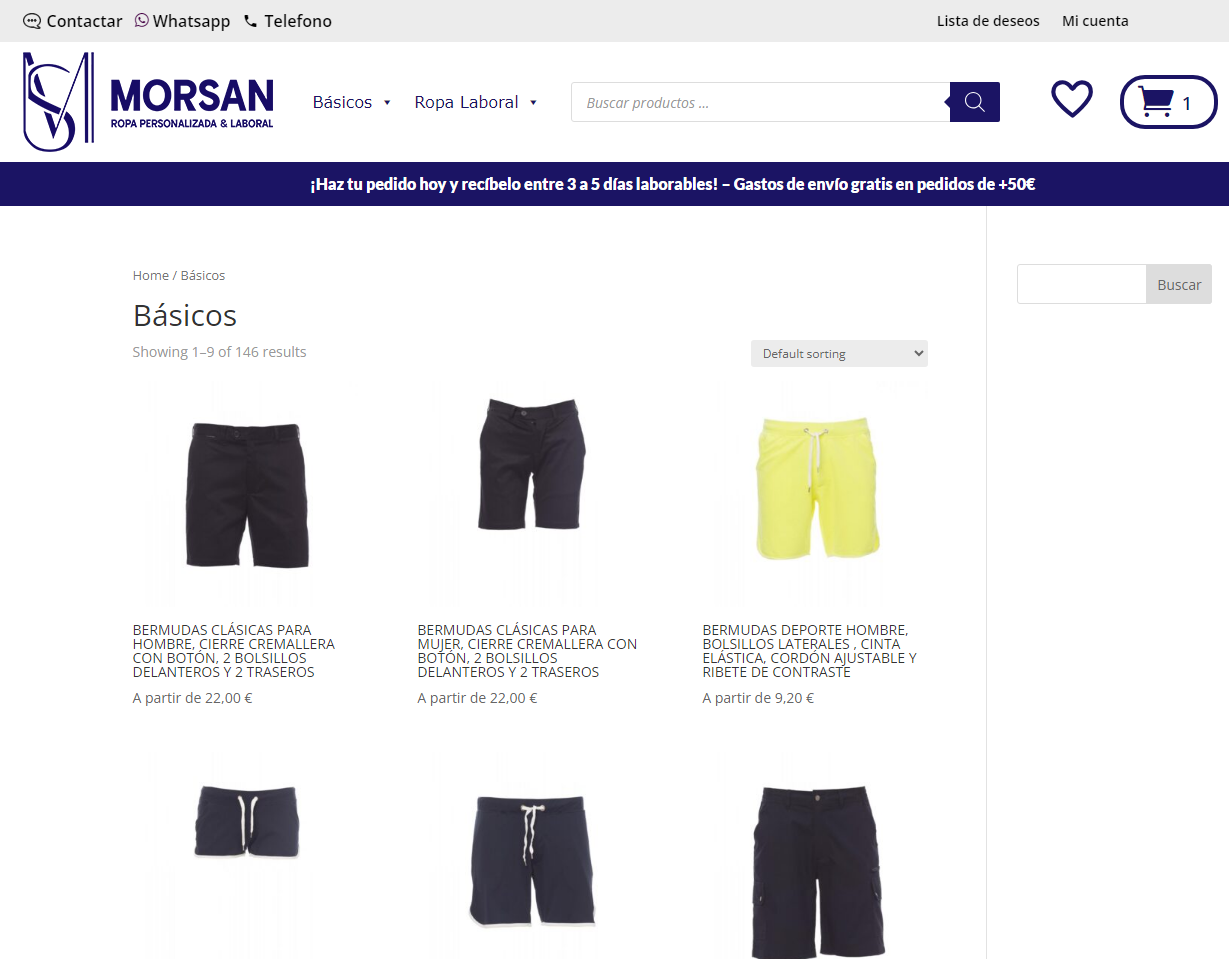 Contactar Whatsapp Telefono Lista de deseos Mi cuenta
MORSAN
ROPA PERSONALIZADA & LABORAL
Básicos Ropa Laboral Buscar productos ... 1
¡Haz tu pedido hoy y recíbelo entre 3 a 5 días laborables! – Gastos de envío gratis en pedidos de +50€
Home / Básicos
Buscar
Básicos
Showing 1–9 of 146 results
Default sorting
BERMUDAS CLÁSICAS PARA
HOMBRE, CIERRE CREMALLERA
CON BOTÓN, 2 BOLSILLOS
DELANTEROS Y 2 TRASEROS
A partir de 22,00 €
BERMUDAS CLÁSICAS PARA
MUJER, CIERRE CREMALLERA CON
BOTÓN, 2 BOLSILLOS
DELANTEROS Y 2 TRASEROS
A partir de 22,00 €
BERMUDAS DEPORTE HOMBRE,
BOLSILLOS LATERALES , CINTA
ELÁSTICA, CORDÓN AJUSTABLE Y
RIBETE DE CONTRASTE
A partir de 9,20 €